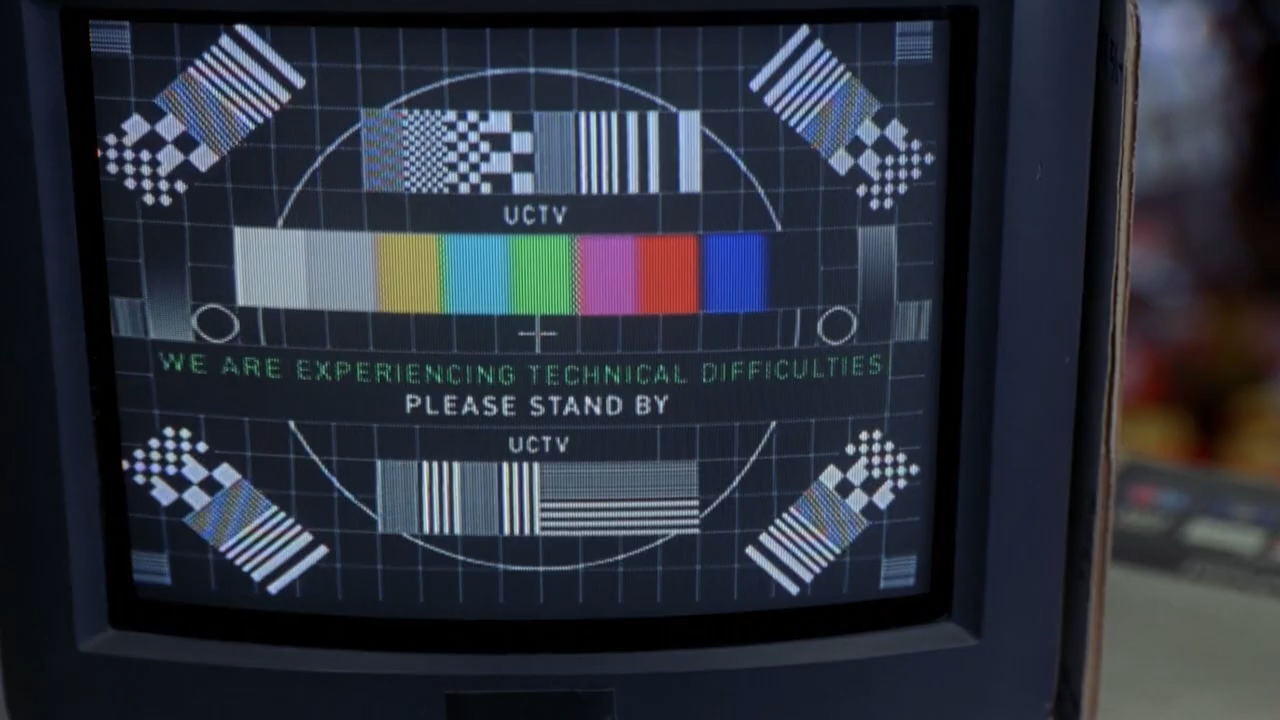 UCTV
WE ARE EXPERIENCING TECHNICAL DIFFICULTIES
PLEASE STAND BY
UCTV